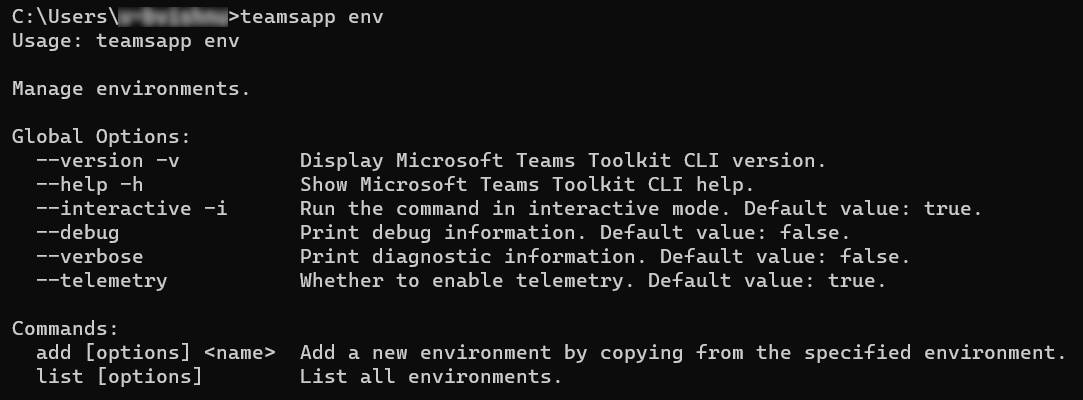 C:\Users\ >teamsapp env
Usage: teamsapp env
Manage environments.
Global Options:
--version -v Display Microsoft Teams Toolkit CLI version.
--help -h Show Microsoft Teams Toolkit CLI help.
--interactive -i Run the command in interactive mode. Default value: true.
--debug Print debug information. Default value: false.
--verbose Print diagnostic information. Default value: false.
--telemetry Whether to enable telemetry. Default value: true.
Commands:
add [options] <name> Add a new environment by copying from the specified environment.
list [options] List all environments.